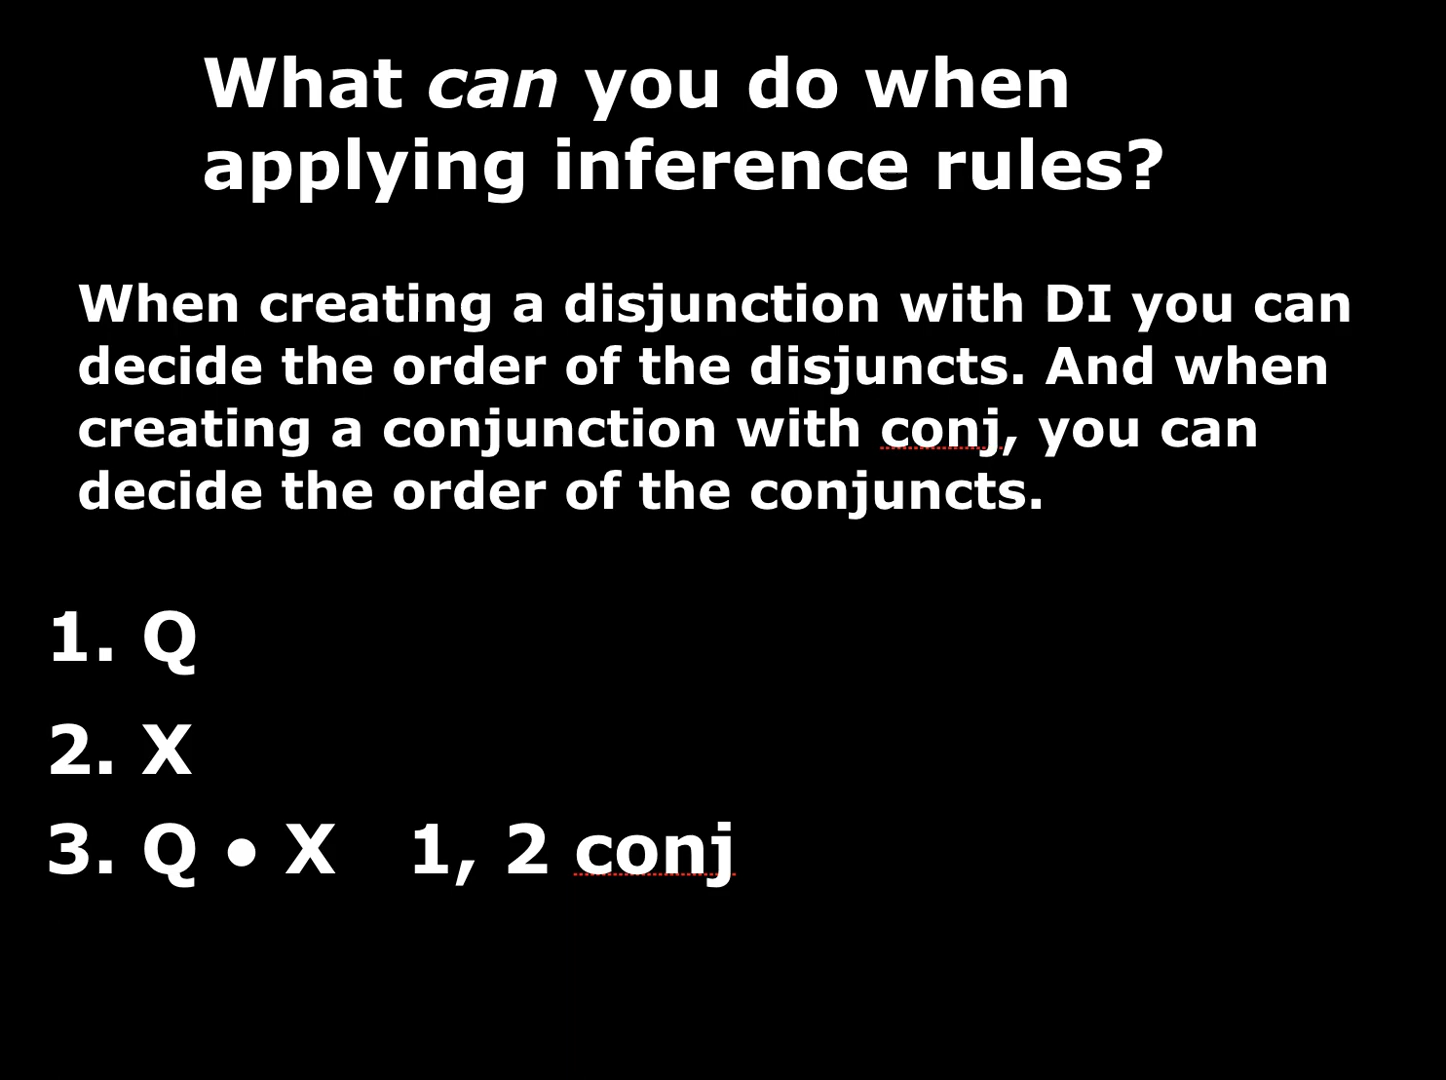 What can you do when
applying inference rules?
When creating a disjunction with DI you can
decide the order of the disjuncts. And when
creating a conjunction with conj, you can
decide the order of the conjuncts.
1. Q
2. X
3. Q ● X 1, 2 conj